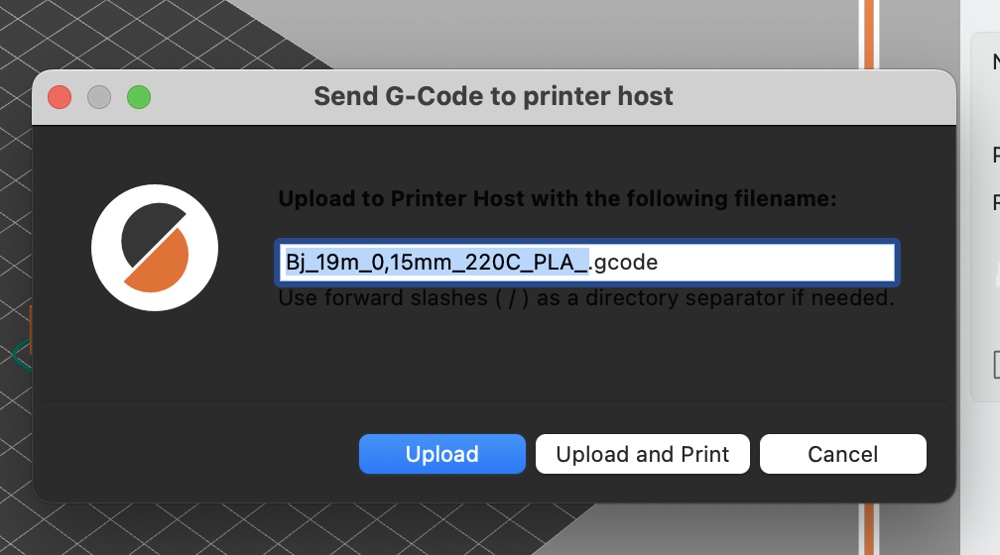 Send G-Code to printer host
Upload to Printer Host with the following filename:
Bj_19m_0,15mm_220C_PLA_.gcode
Use forward slashes ( / ) as a directory separator if needed.
Upload
Upload and Print
Cancel